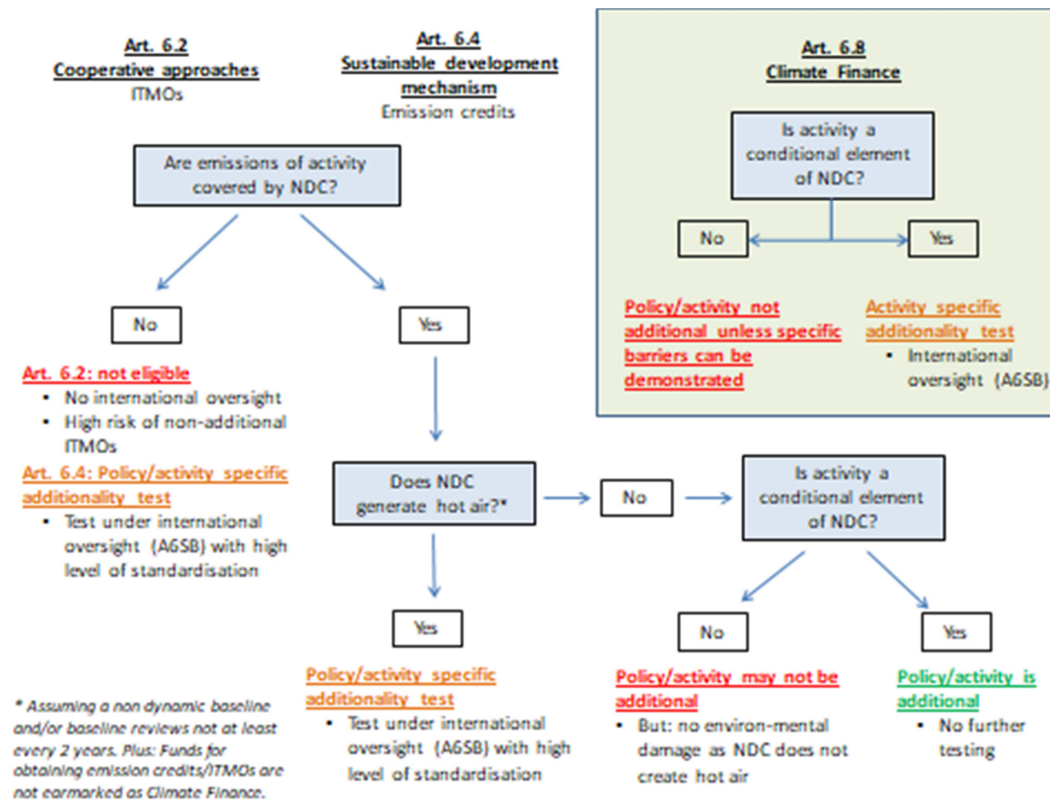 Art. 6.2
Cooperative approaches
ITMOs
Art. 6.4
Sustainable development
mechanism
Emission credits
Art. 6.8
Climate Finance
Is activity a
conditional element
of NDC?
No
Yes
Policy/activity not
additional unless specific
barriers can be
demonstrated
Activity specific
additionality test
▪ International
oversight (A6SB)
Are emissions of activity
covered by NDC?
No
Yes
Art. 6.2: not eligible
▪ No international oversight
▪ High risk of non-additional
ITMOs
Art. 6.4: Policy/activity specific
additionality test
▪ Test under international
oversight (A6SB) with high
level of standardisation
Does NDC
generate hot air?*
No
Is activity a
conditional element
of NDC?
Yes
No
Yes
Policy/activity specific
additionality test
▪ Test under international
oversight (A6SB) with high
level of standardisation
Policy/activity may not be
additional
▪ But: no environ-mental
damage as NDC does not
create hot air
Policy/activity is
additional
▪ No further
testing
* Assuming a non dynamic baseline
and/or baseline reviews not at least
every 2 years. Plus: Funds for
obtaining emission credits/ITMOs are
not earmarked as Climate Finance.